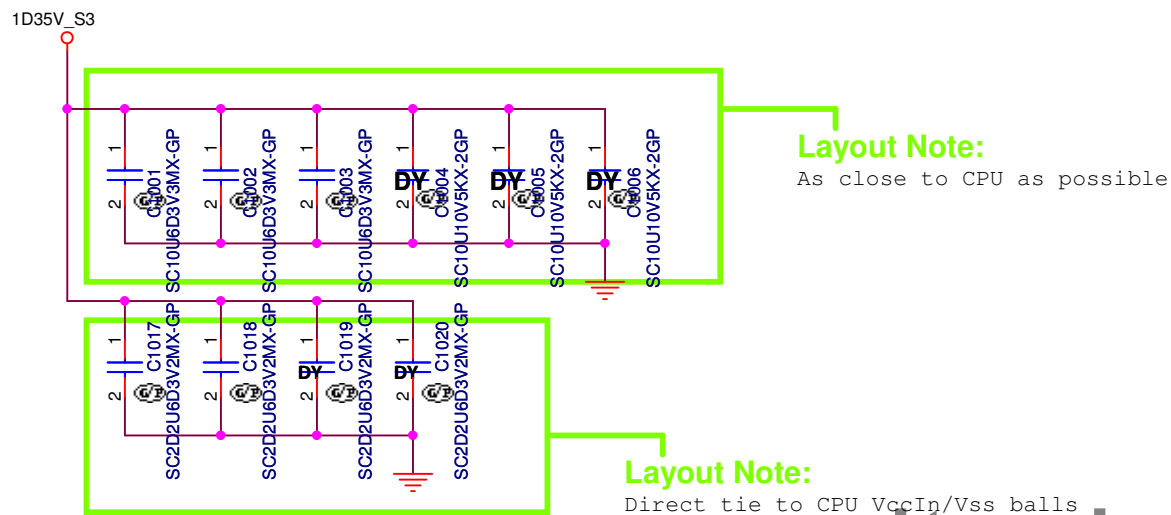 1D35V_S3
1
2
C1001
SC10U6D3V3MX-GP
1
2
C1002
SC10U6D3V3MX-GP
1
2
C1003
SC10U6D3V3MX-GP
1
2
DY
C1004
SC10U10V5KX-2GP
1
2
DY
C1005
SC10U10V5KX-2GP
1
2
DY
C1006
SC10U10V5KX-2GP
Layout Note:
As close to CPU as possible
1
2
C1017
SC2D2U6D3V2MX-GP
1
2
C1018
SC2D2U6D3V2MX-GP
1
2
DY
C1019
SC2D2U6D3V2MX-GP
1
2
DY
C1020
SC2D2U6D3V2MX-GP
Layout Note:
Direct tie to CPU VccIn/Vss balls